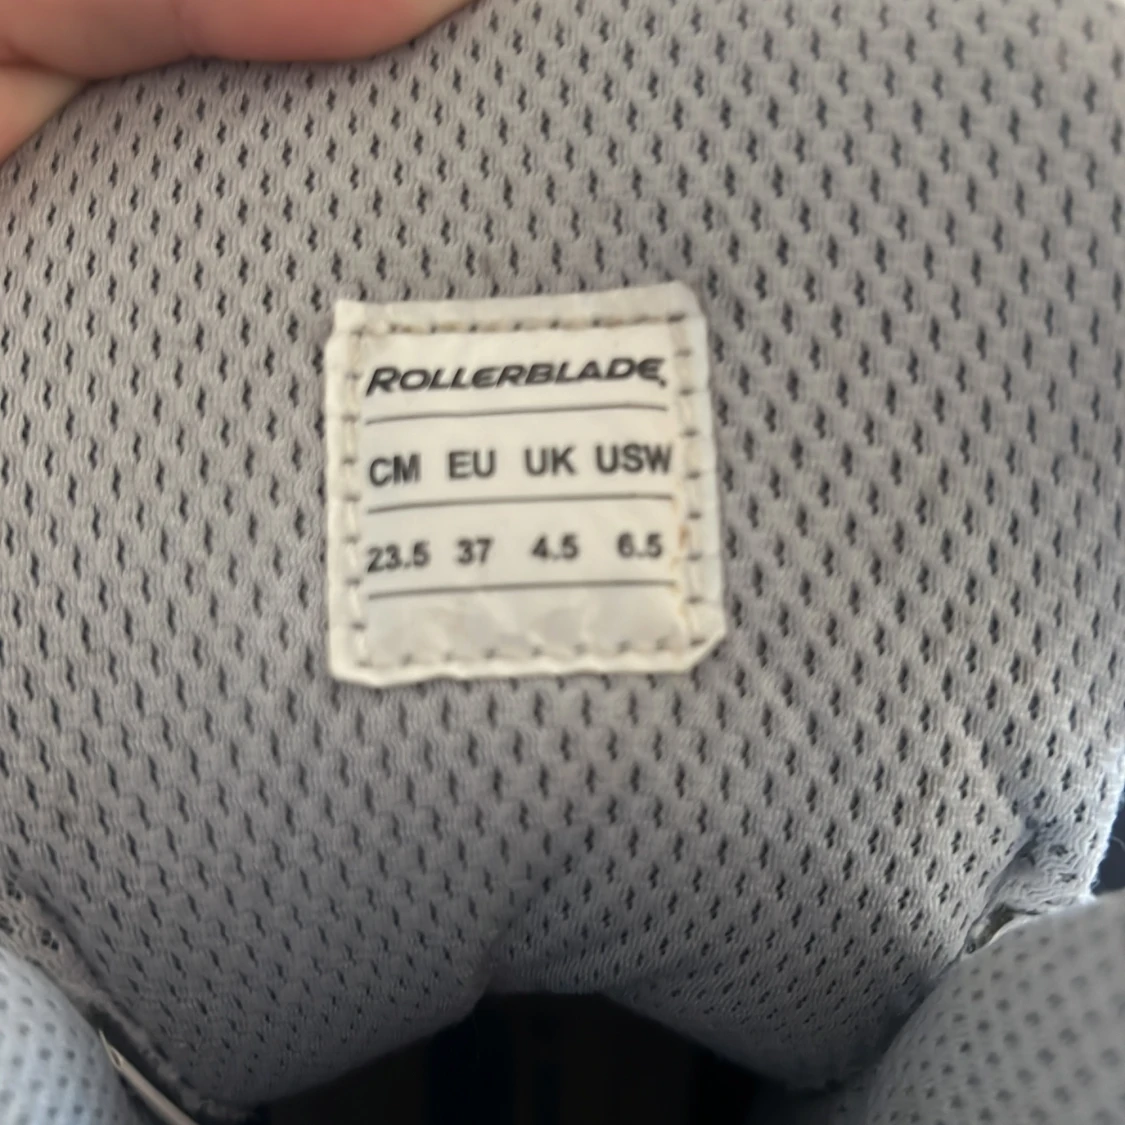 ROLLERBLADE
CM EU UK USW
23.5 37 4.5 6.5